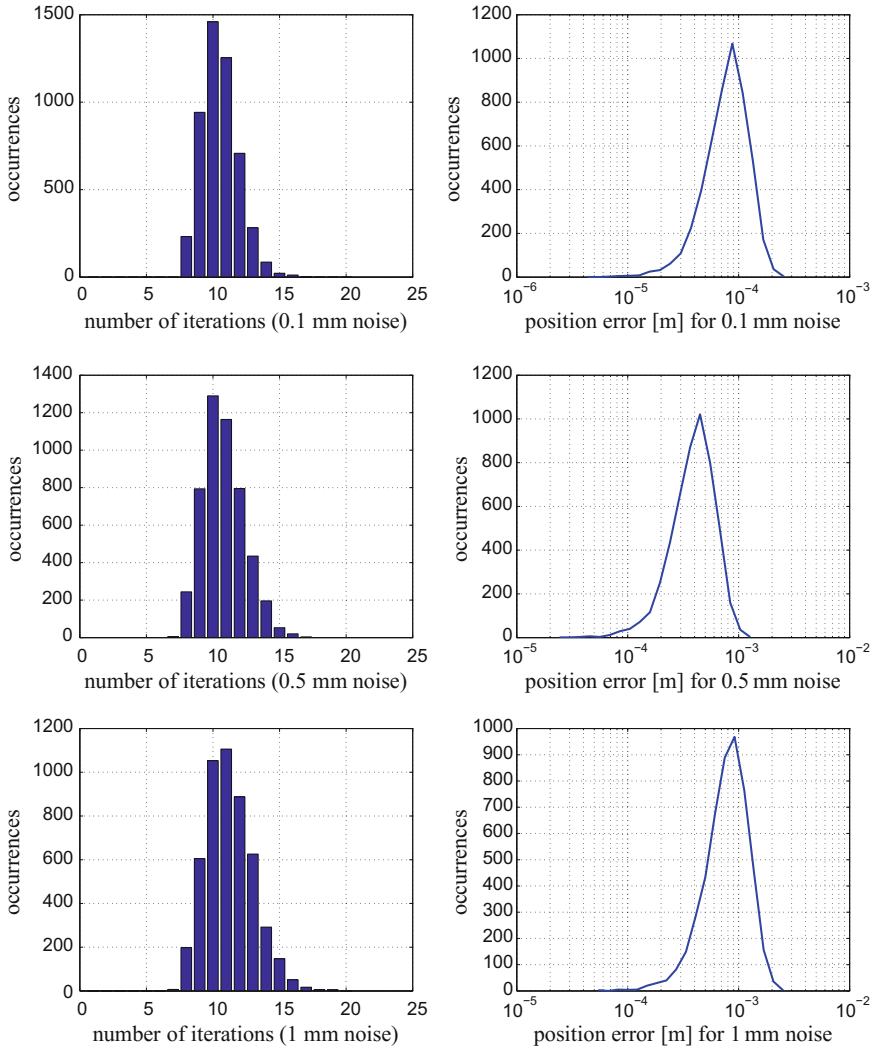 1500
1000
500
0
occurrences
0 5 10 15 20 25
number of iterations (0.1 mm noise)
1200
1000
800
600
400
200
0
occurrences
10−6 10−5 10−4 10−3
position error [m] for 0.1 mm noise
1400
1200
1000
800
600
400
200
0
occurrences
0 5 10 15 20 25
number of iterations (0.5 mm noise)
1200
1000
800
600
400
200
0
occurrences
10−5 10−4 10−3 10−2
position error [m] for 0.5 mm noise
1200
1000
800
600
400
200
0
occurrences
0 5 10 15 20 25
number of iterations (1 mm noise)
1000
900
800
700
600
500
400
300
200
100
0
occurrences
10−5 10−4 10−3 10−2
position error [m] for 1 mm noise